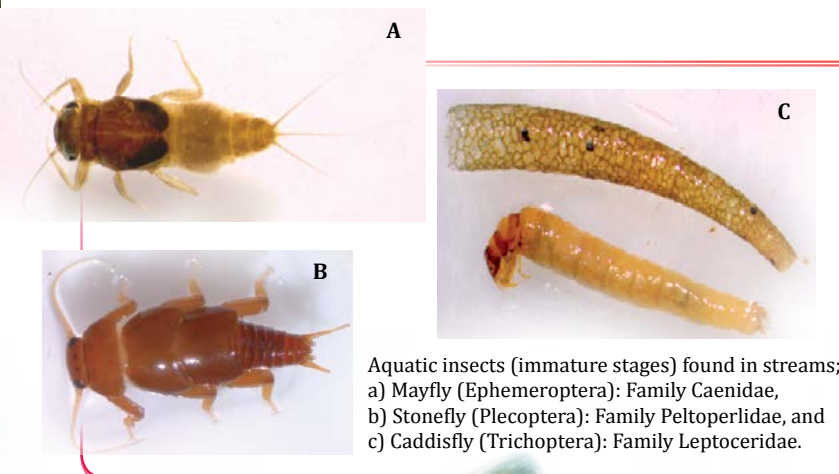 A
C
B
Aquatic insects (immature stages) found in streams;
a) Mayfly (Ephemeroptera): Family Caenidae,
b) Stonefly (Plecoptera): Family Peltoperlidae, and
c) Caddisfly (Trichoptera): Family Leptoceridae.